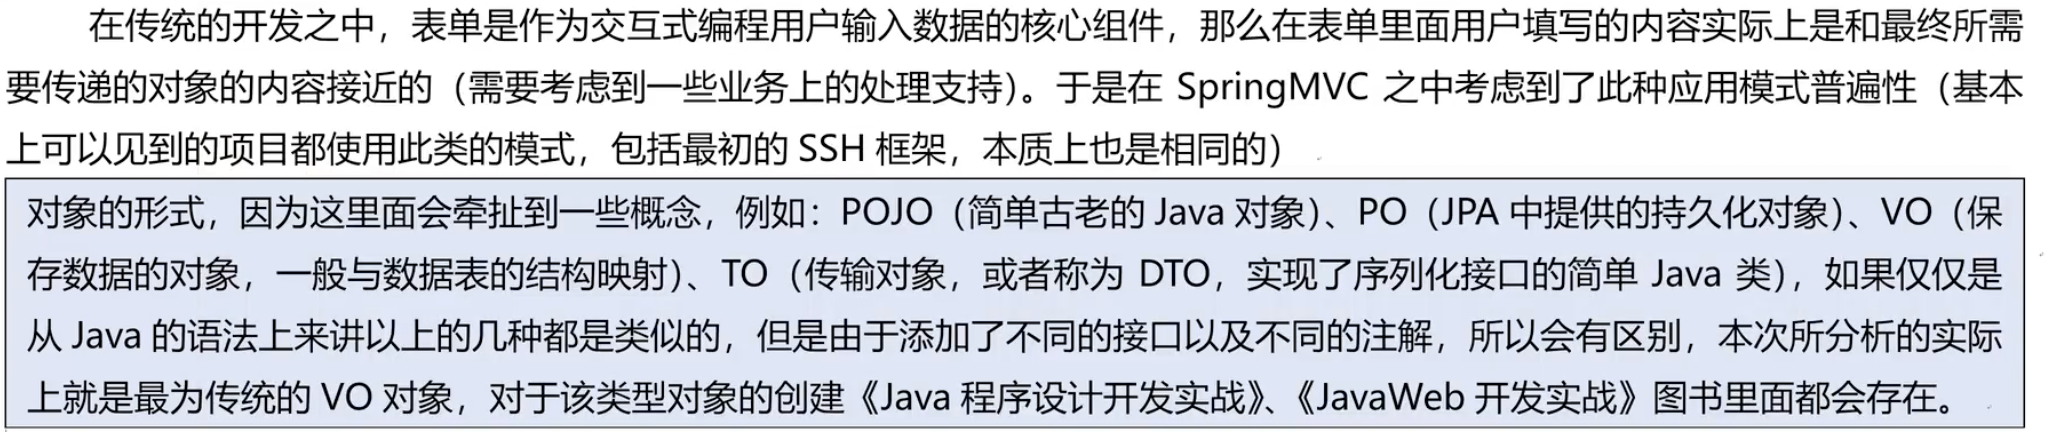 在传统的开发之中，表单是作为交互式编程用户输入数据的核心组件，那么在表单里面用户填写的内容实际上是和最终所需
要传递的对象的内容接近的（需要考虑到一些业务上的处理支持）。于是在 SpringMVC 之中考虑到了此种应用模式普遍性（基本
上可以见到的项目都使用此类的模式，包括最初的 SSH 框架，本质上也是相同的）
对象的形式，因为这里面会牵扯到一些概念，例如：POJO（简单古老的 Java 对象）、PO（JPA 中提供的持久化对象）、VO（保
存数据的对象，一般与数据表的结构映射）、TO（传输对象，或者称为 DTO，实现了序列化接口的简单 Java 类），如果仅仅是
从 Java 的语法上来讲以上的几种都是类似的，但是由于添加了不同的接口以及不同的注解，所以会有区别，本次所分析的实际
上就是最为传统的 VO 对象，对于该类型对象的创建《Java 程序设计开发实战》、《JavaWeb 开发实战》图书里面都会存在。